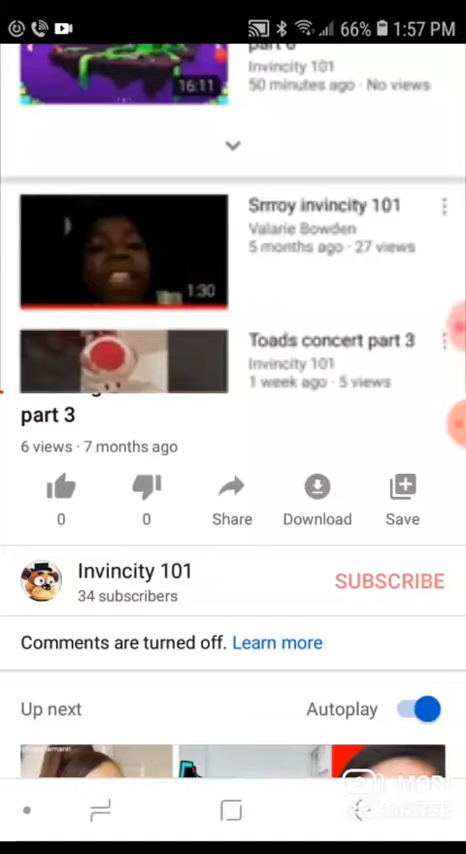 66% 1:57 PM
part 6
Invincity 101
50 minutes ago · No views
16:11
Srrroy invincity 101
Valarie Bowden
5 months ago · 27 views
1:30
Toads concert part 3
Invincity 101
1 week ago · 5 views
part 3
6 views · 7 months ago
0
0
Share
Download
Save
Invincity 101
34 subscribers
SUBSCRIBE
Comments are turned off. Learn more
Up next
Autoplay